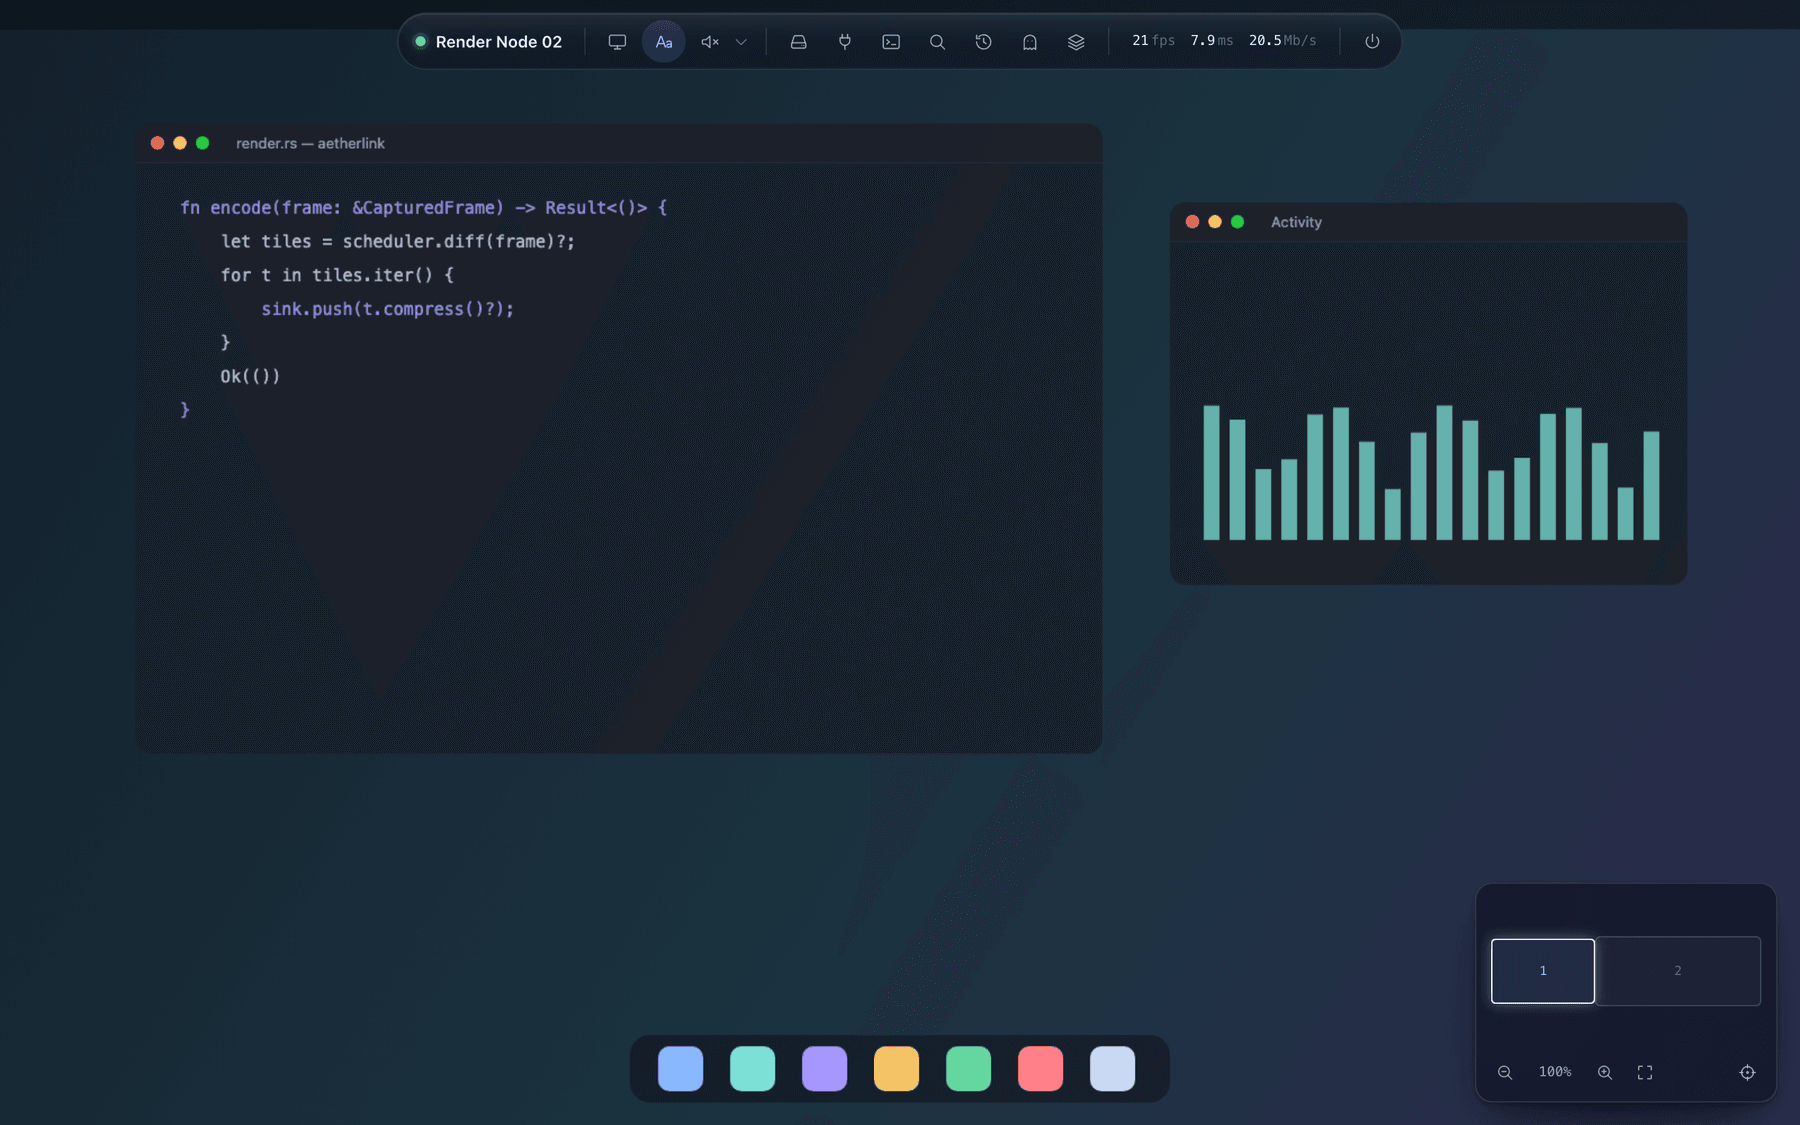 Render Node 02 Aa 21 fps 7.9 ms 20.5 Mb/s
render.rs — aetherlink
fn encode(frame: &CapturedFrame) -> Result<()> {
    let tiles = scheduler.diff(frame)?;
    for t in tiles.iter() {
        sink.push(t.compress()?);
    }
    Ok(())
}
Activity
1 2
100%